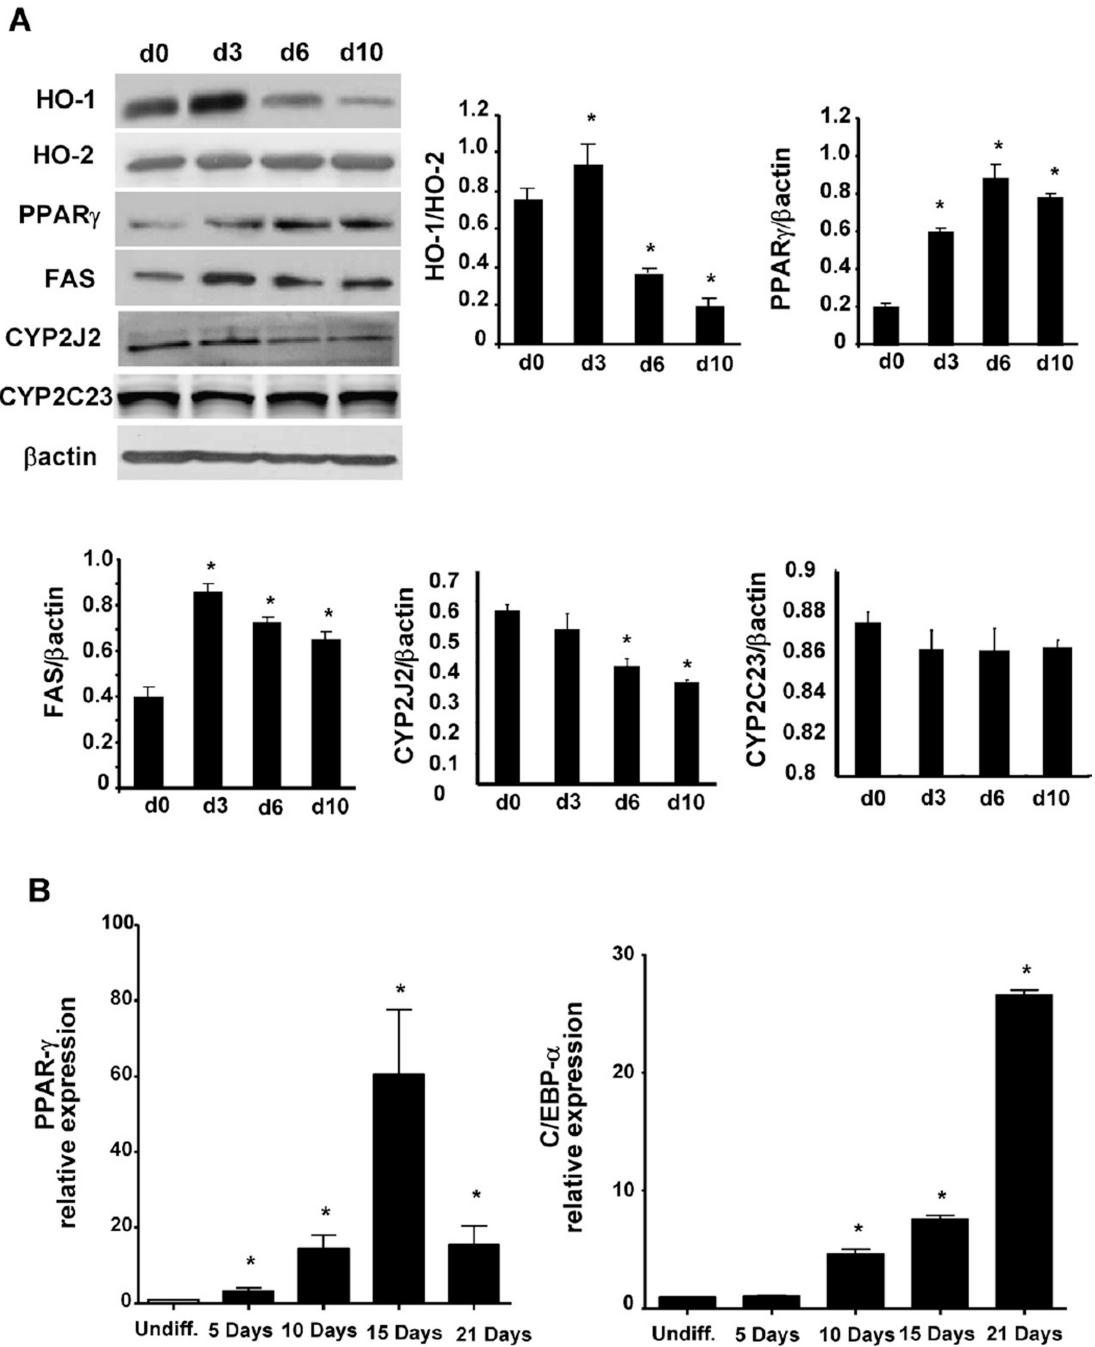 A
d0 d3 d6 d10
HO-1
HO-2
PPARγ
FAS
CYP2J2
CYP2C23
βactin
HO-1/HO-2
1.2
1.0
0.8
0.6
0.4
0.2
0
*
*
*
d0 d3 d6 d10
PPARγ/βactin
1.2
1.0
0.8
0.6
0.4
0.2
0
*
*
*
d0 d3 d6 d10
FAS/βactin
1.0
0.8
0.6
0.4
0.2
0
*
*
*
d0 d3 d6 d10
CYP2J2/βactin
0.7
0.6
0.5
0.4
0.3
0.2
0.1
0
*
*
d0 d3 d6 d10
CYP2C23/βactin
0.9
0.88
0.86
0.84
0.82
0.8
d0 d3 d6 d10
B
PPAR-γ
relative expression
100
80
60
40
20
0
*
*
*
*
Undiff. 5 Days 10 Days 15 Days 21 Days
C/EBP-α
relative expression
30
20
10
0
*
*
*
Undiff. 5 Days 10 Days 15 Days 21 Days